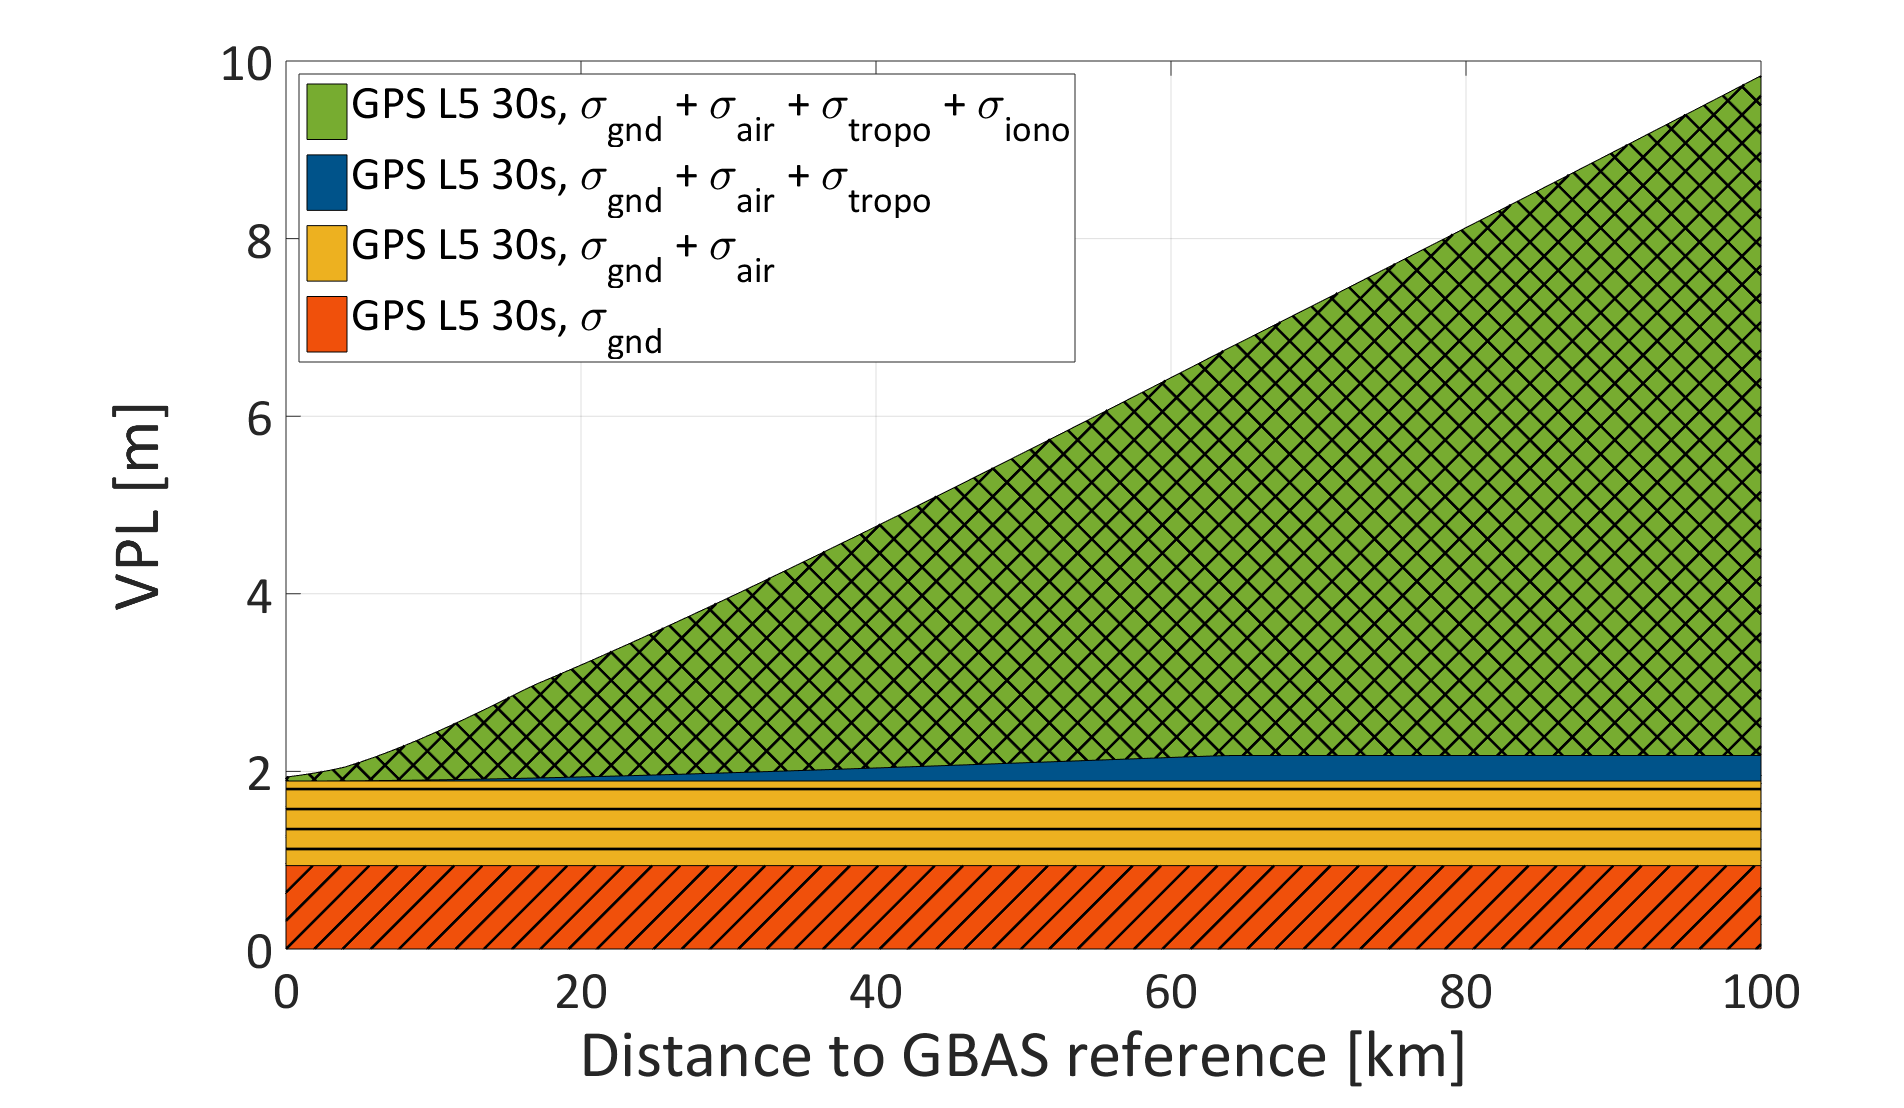 VPL [m]
10
8
6
4
2
0
GPS L5 30s, σgnd + σair + σtropo + σiono
GPS L5 30s, σgnd + σair + σtropo
GPS L5 30s, σgnd + σair
GPS L5 30s, σgnd
0 20 40 60 80 100
Distance to GBAS reference [km]